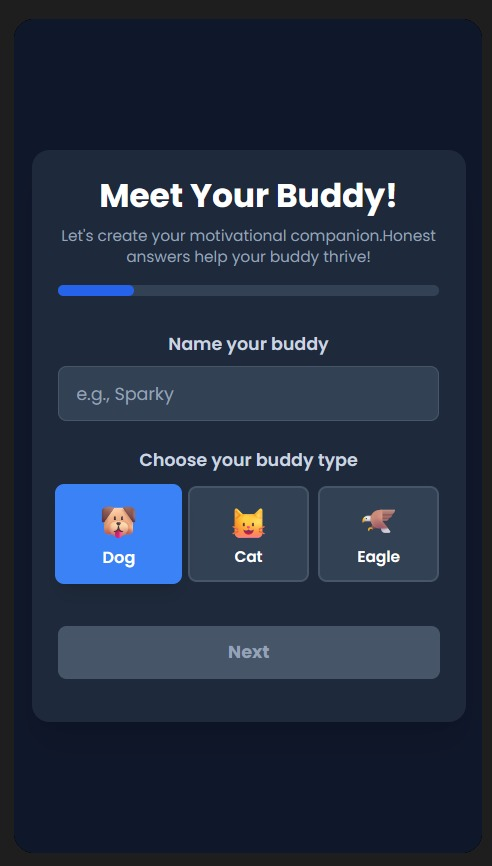 Meet Your Buddy!
Let's create your motivational companion.Honest
answers help your buddy thrive!
Name your buddy
e.g., Sparky
Choose your buddy type
Dog
Cat
Eagle
Next